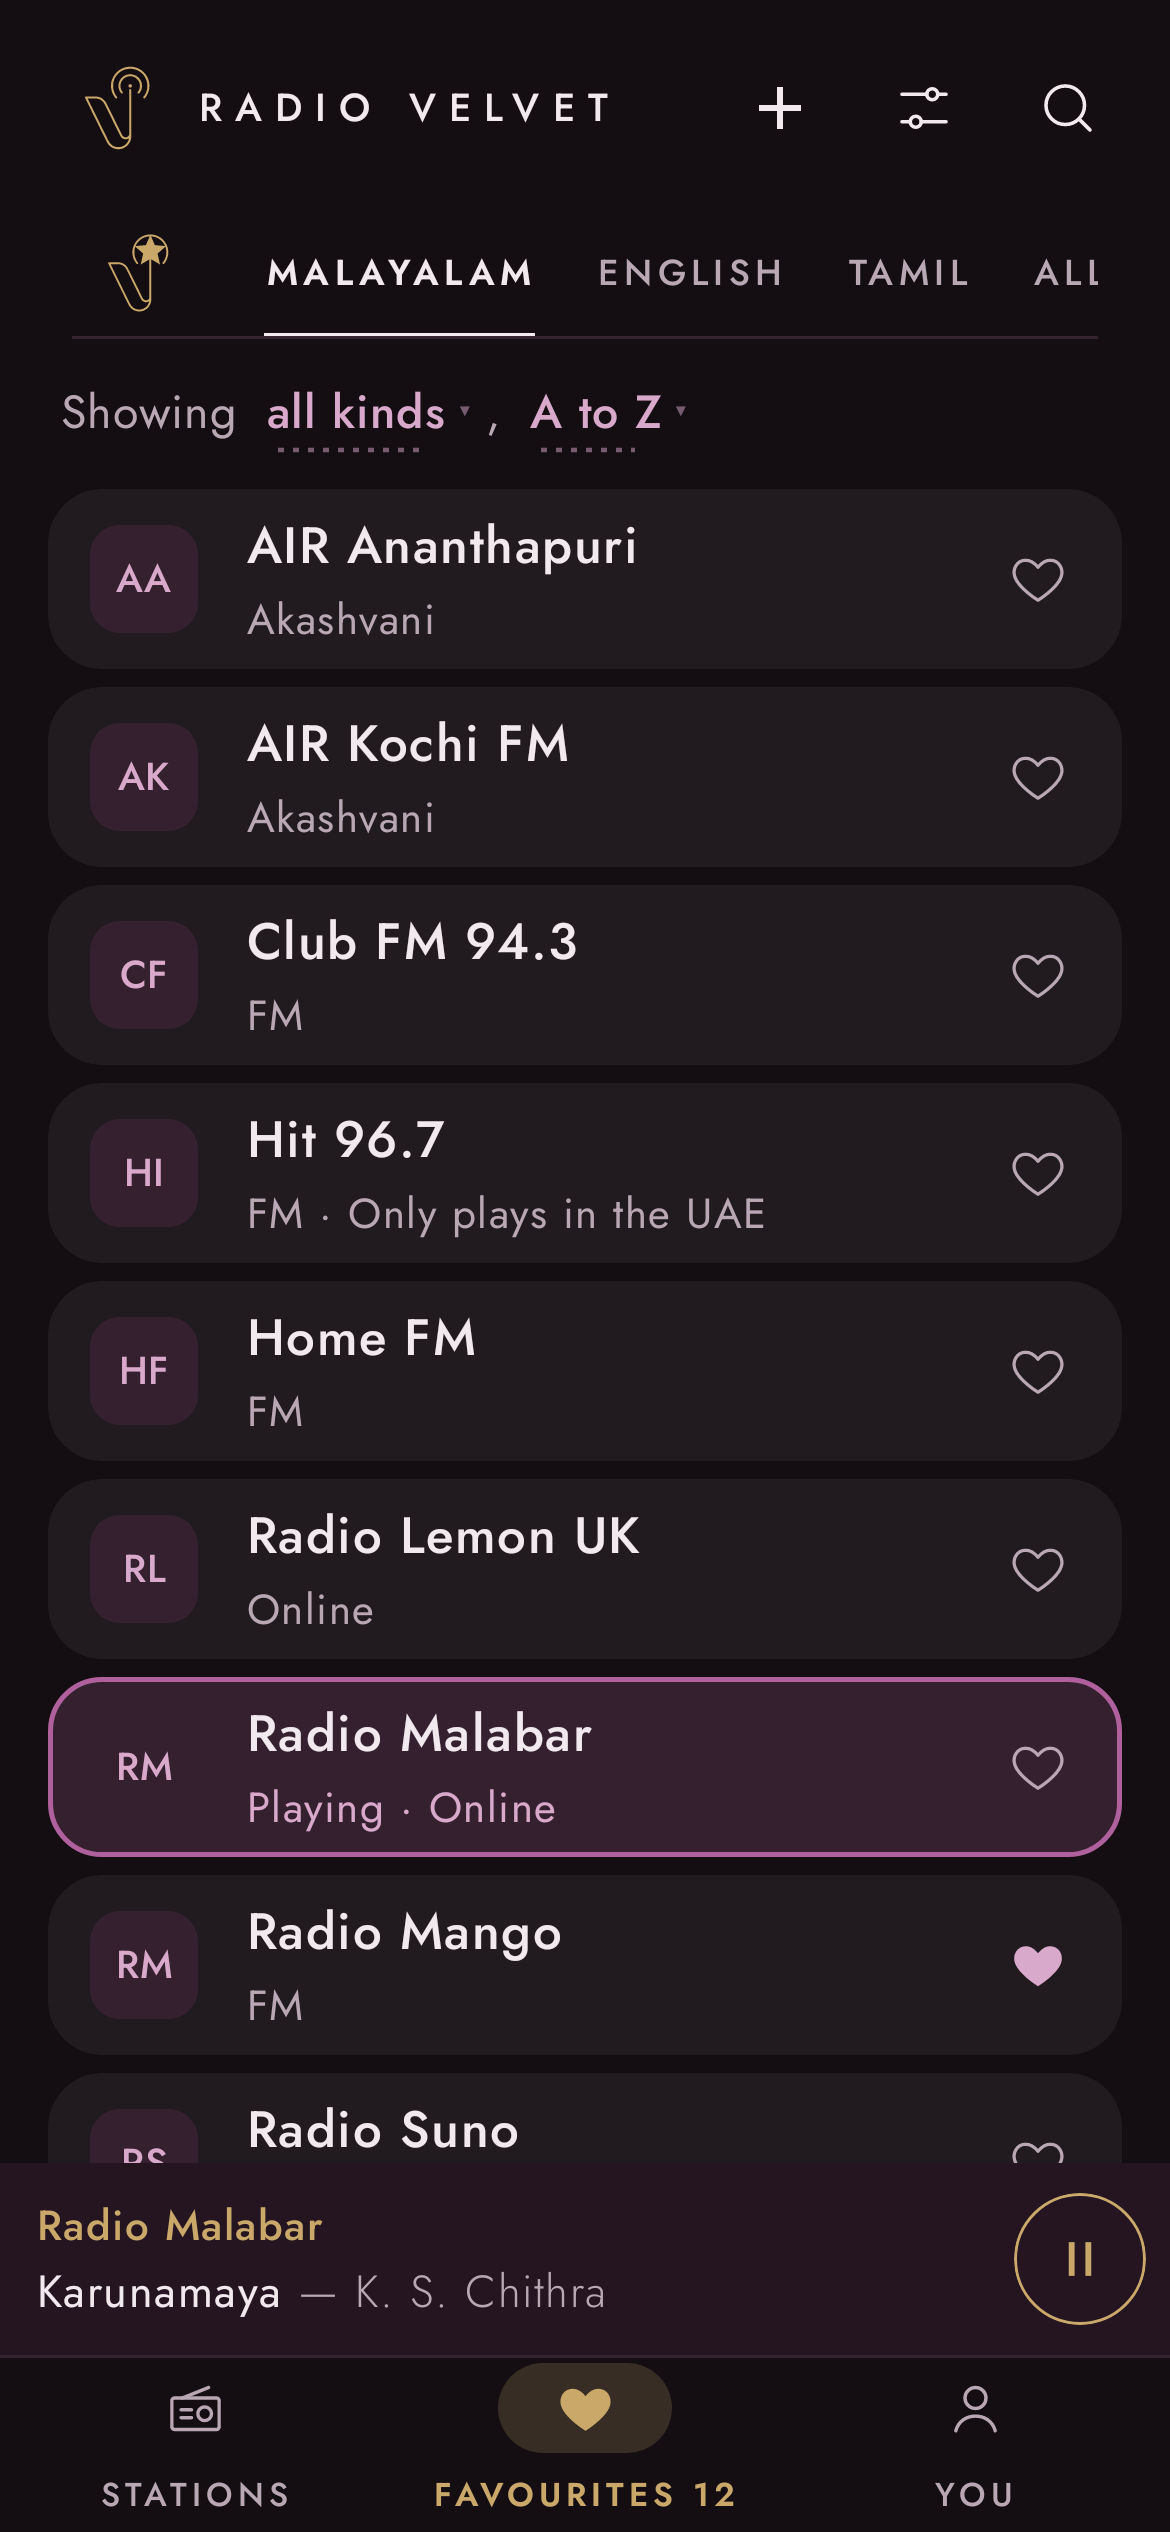 RADIO VELVET
MALAYALAM ENGLISH TAMIL ALL
Showing all kinds ▾ , A to Z ▾
AA
AIR Ananthapuri
Akashvani
AK
AIR Kochi FM
Akashvani
CF
Club FM 94.3
FM
HI
Hit 96.7
FM · Only plays in the UAE
HF
Home FM
FM
RL
Radio Lemon UK
Online
RM
Radio Malabar
Playing · Online
RM
Radio Mango
FM
RS
Radio Suno
Radio Malabar
Karunamaya — K. S. Chithra
STATIONS FAVOURITES 12 YOU